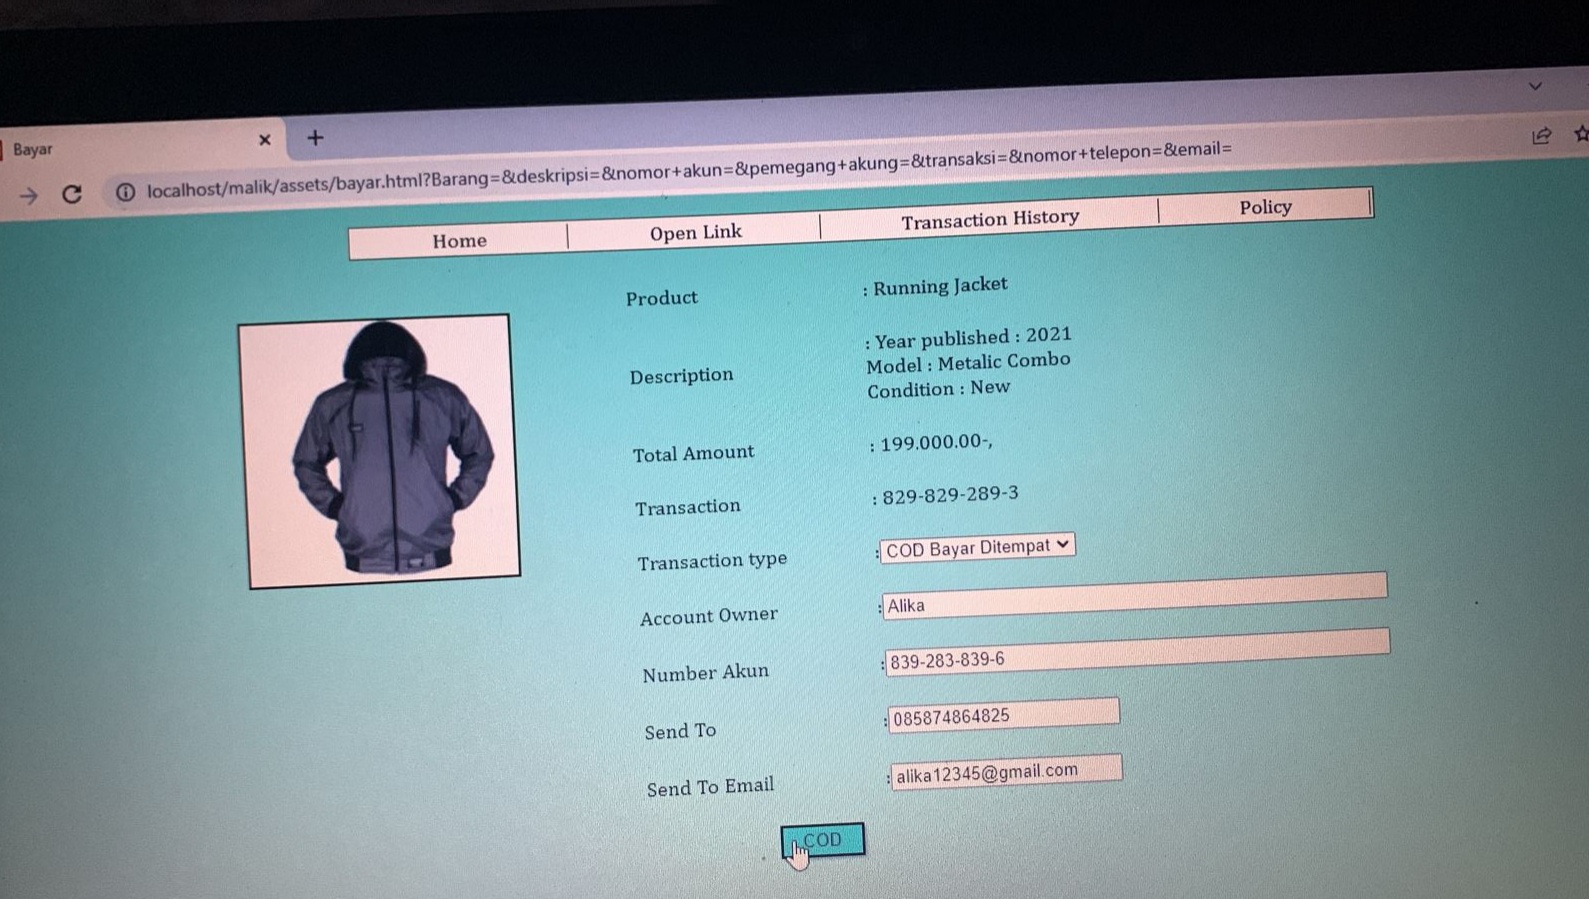 Bayar
localhost/malik/assets/bayar.html?Barang=&deskripsi=&nomor+akun=&pemegang+akung=&transaksi=&nomor+telepon=&email=
Home Open Link Transaction History Policy
Product : Running Jacket
Description : Year published : 2021
Model : Metalic Combo
Condition : New
Total Amount : 199.000.00-,
Transaction : 829-829-289-3
Transaction type : COD Bayar Ditempat
Account Owner : Alika
Number Akun : 839-283-839-6
Send To : 085874864825
Send To Email : alika12345@gmail.com
COD